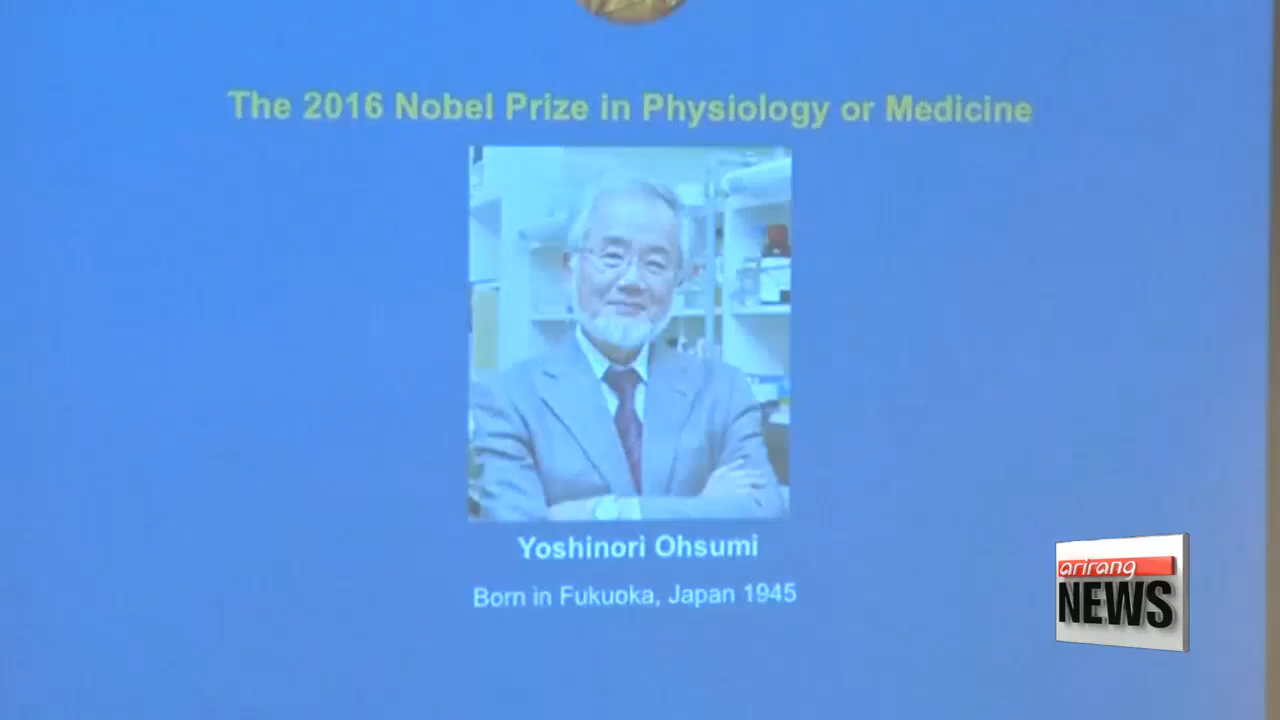 The 2016 Nobel Prize in Physiology or Medicine
Yoshinori Ohsumi
Born in Fukuoka, Japan 1945
arirang
NEWS